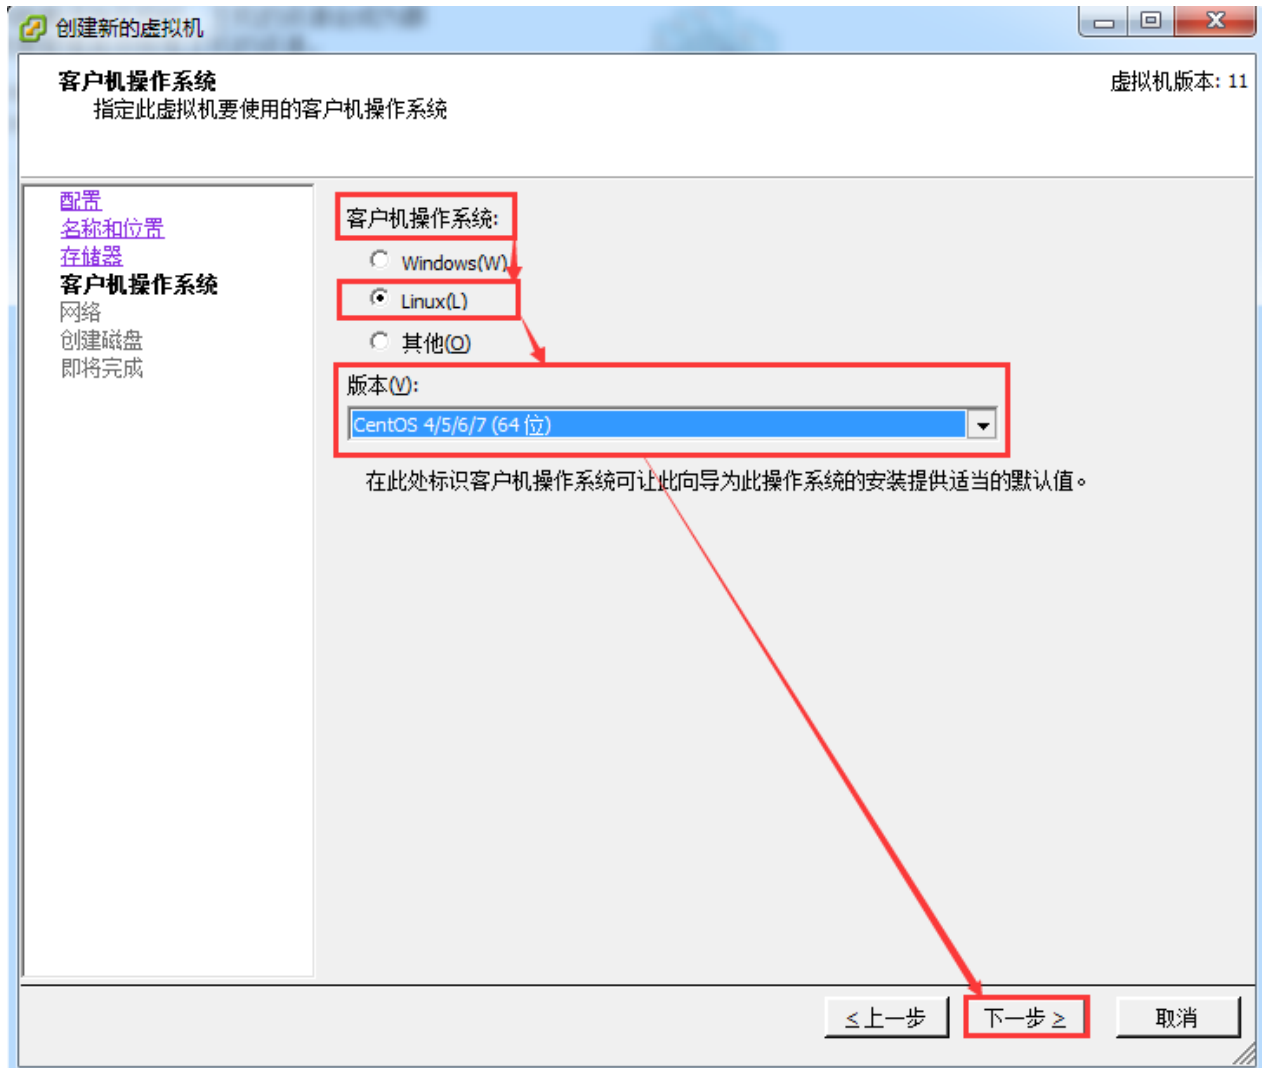 创建新的虚拟机
客户机操作系统
虚拟机版本: 11
指定此虚拟机要使用的客户机操作系统
配置
名称和位置
存储器
客户机操作系统
网络
创建磁盘
即将完成
客户机操作系统:
Windows(W)
Linux(L)
其他(O)
版本(V):
CentOS 4/5/6/7 (64 位)
在此处标识客户机操作系统可让此向导为此操作系统的安装提供适当的默认值。
≤上一步
下一步 ≥
取消